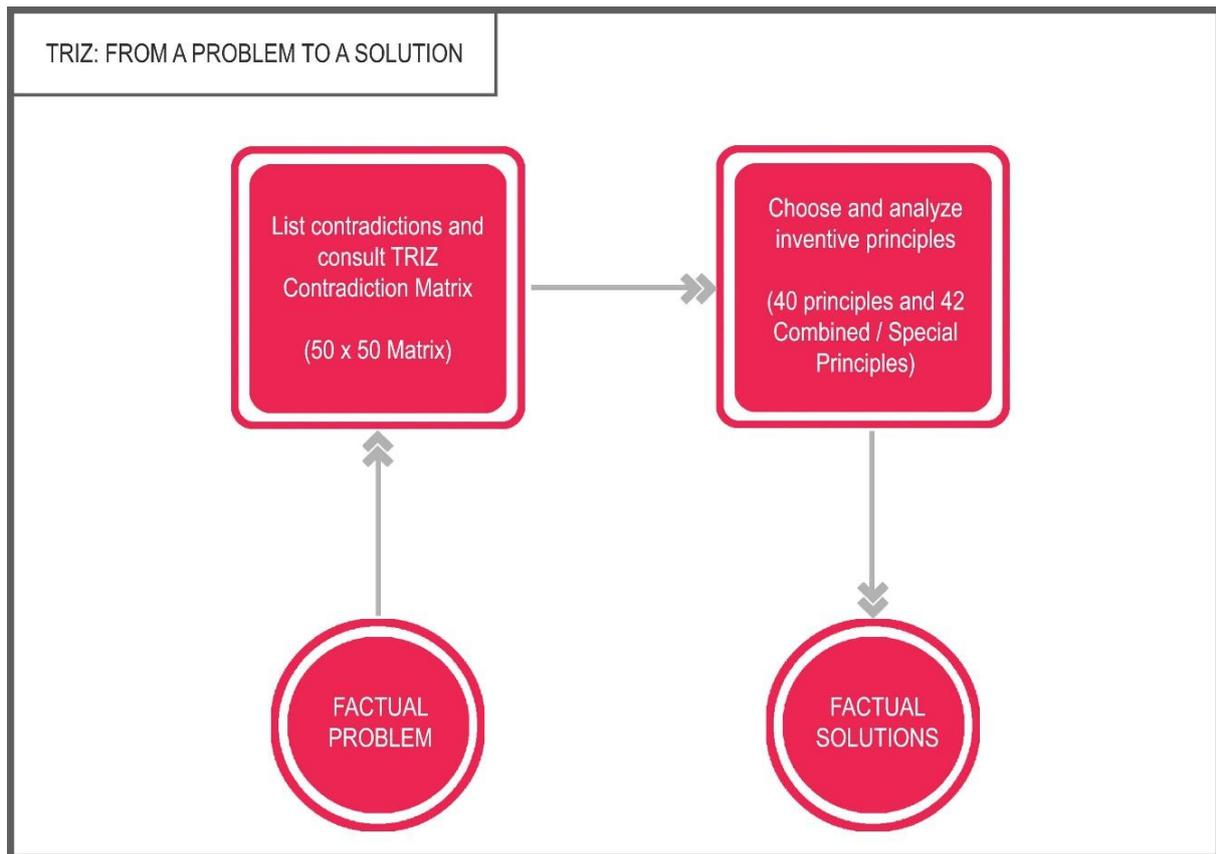 TRIZ: FROM A PROBLEM TO A SOLUTION
List contradictions and
consult TRIZ
Contradiction Matrix
(50 x 50 Matrix)
Choose and analyze
inventive principles
(40 principles and 42
Combined / Special
Principles)
FACTUAL
PROBLEM
FACTUAL
SOLUTIONS